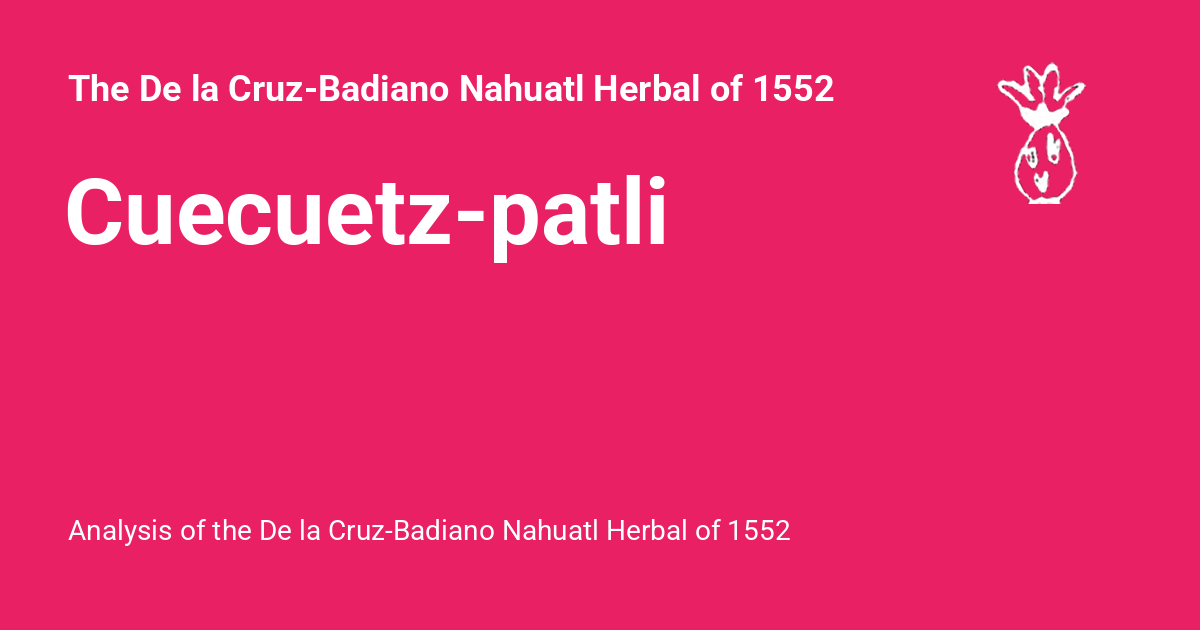 The De la Cruz-Badiano Nahuatl Herbal of 1552
Cuecuetz-patli
Analysis of the De la Cruz-Badiano Nahuatl Herbal of 1552